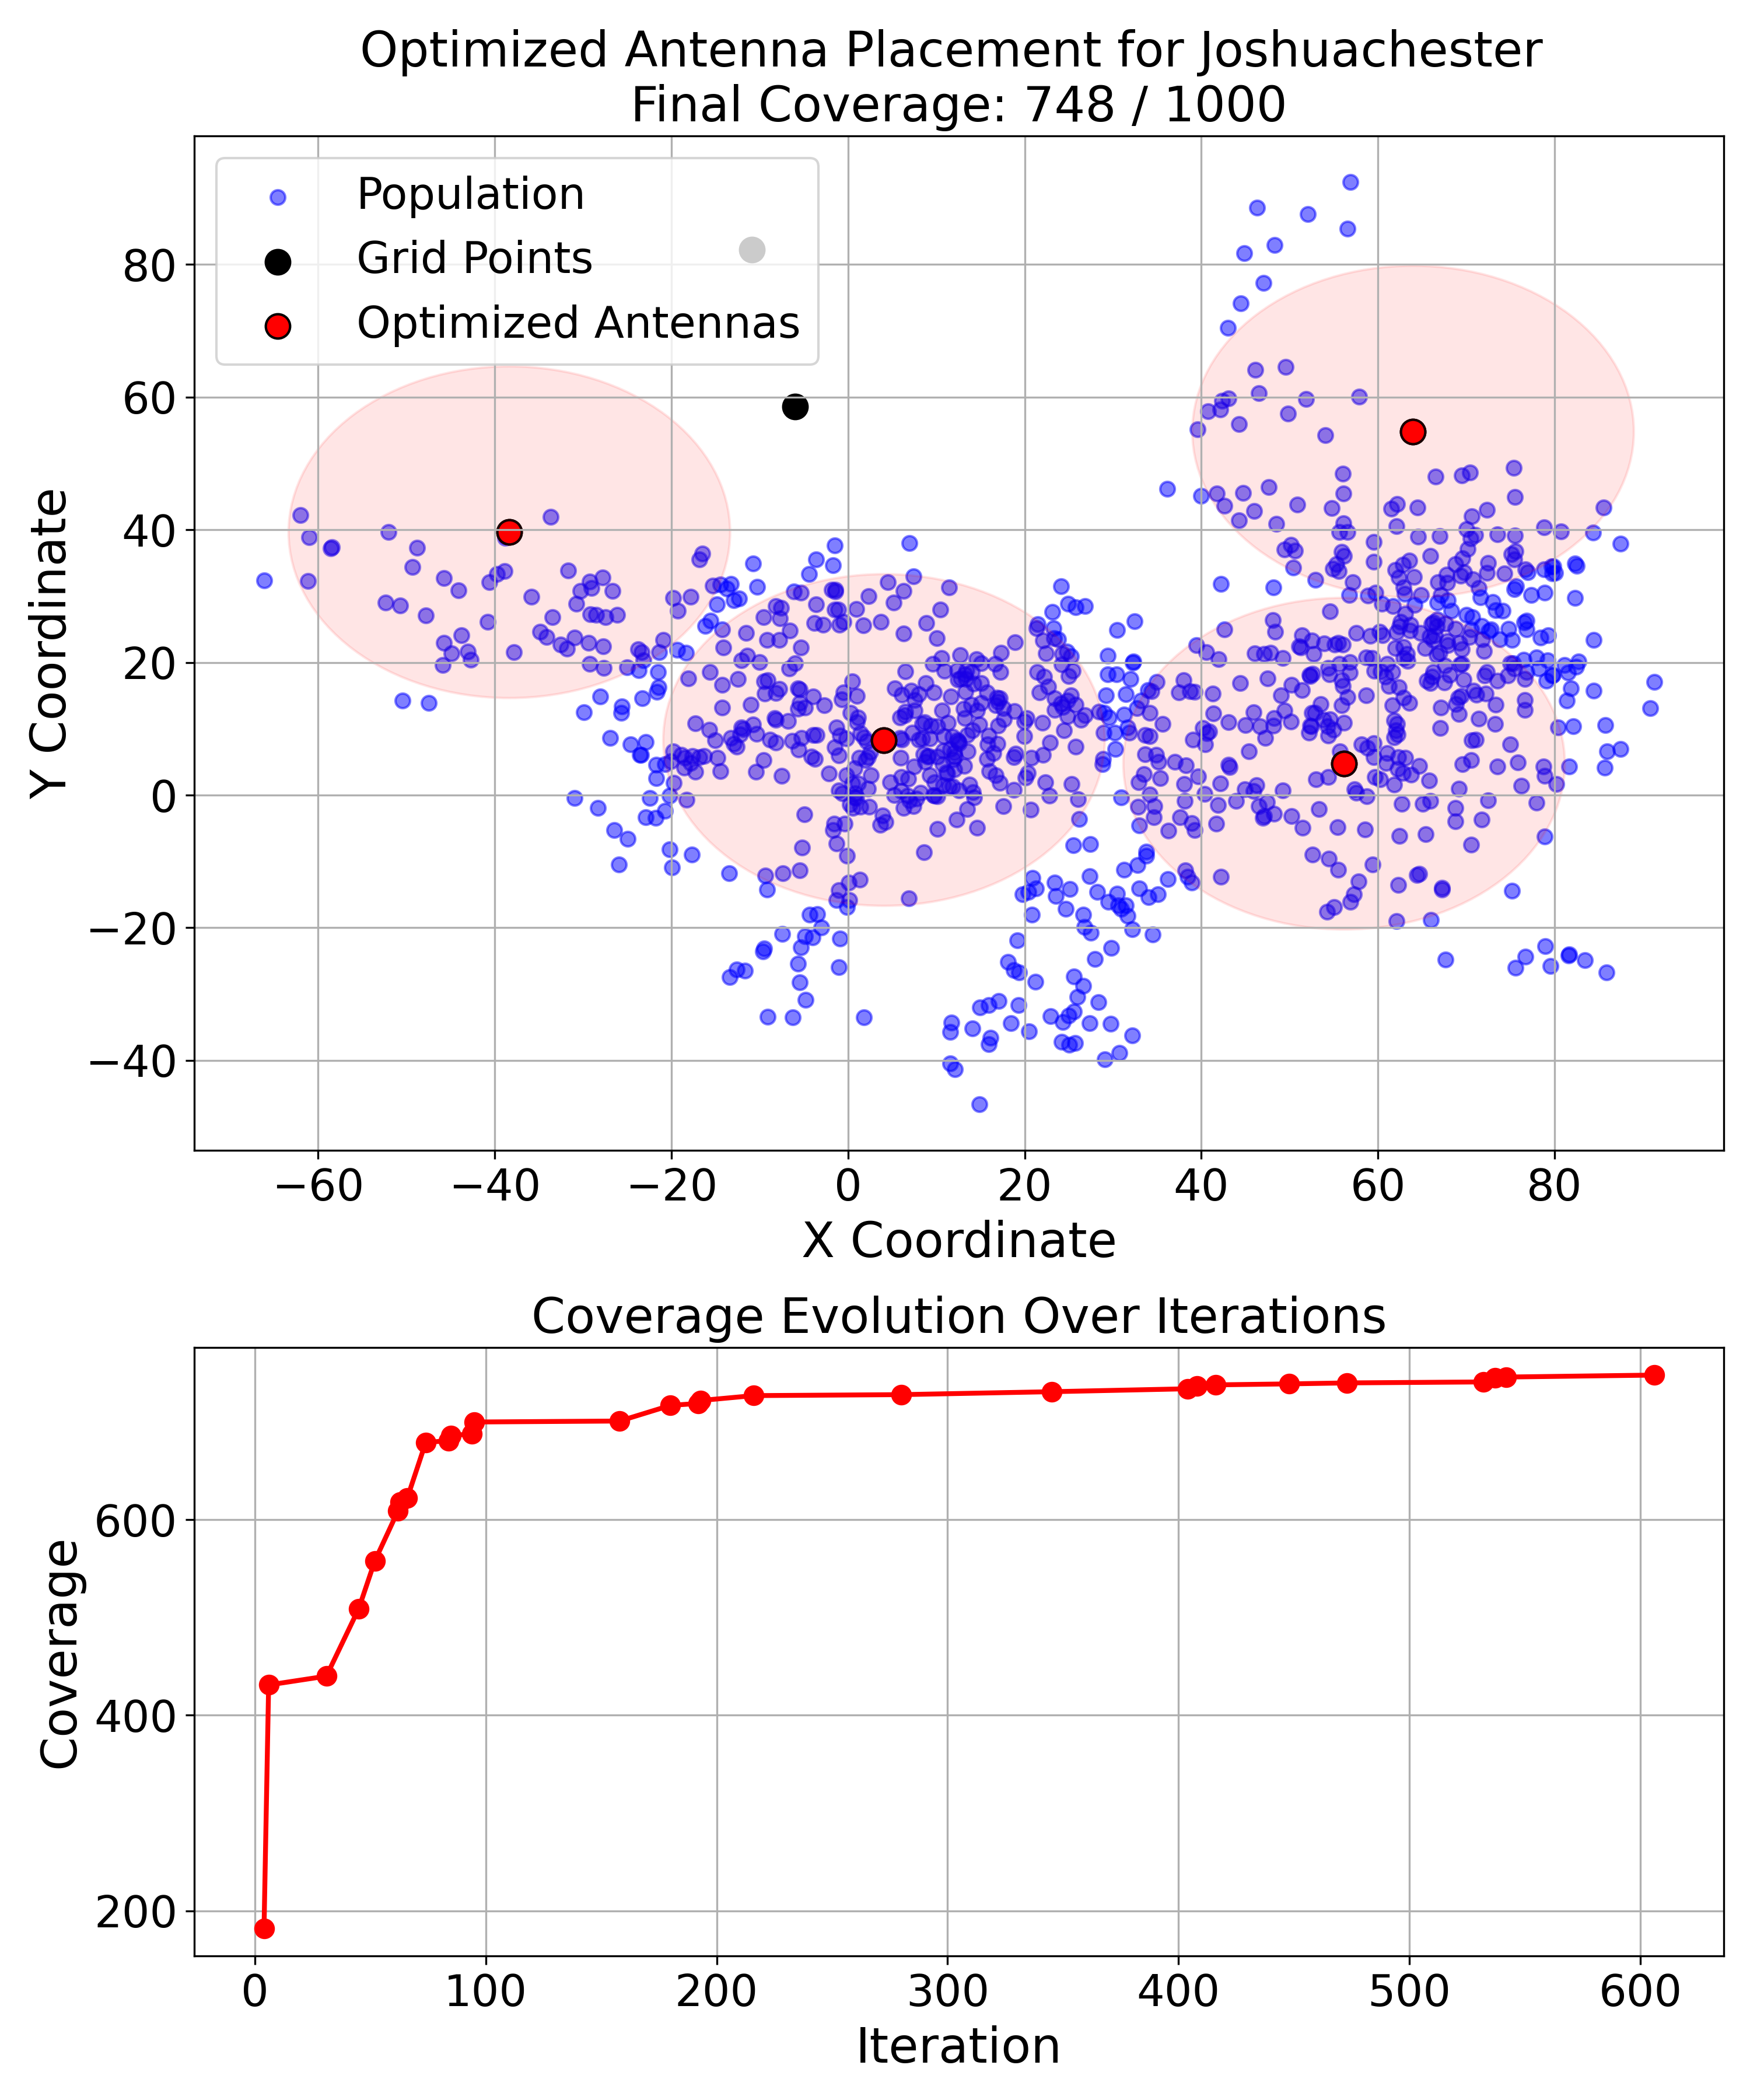 Optimized Antenna Placement for Joshuachester
Final Coverage: 748 / 1000
Population
Grid Points
Optimized Antennas
80
60
40
20
0
−20
−40
Y Coordinate
−60 −40 −20 0 20 40 60 80
X Coordinate
Coverage Evolution Over Iterations
600
400
200
Coverage
0 100 200 300 400 500 600
Iteration